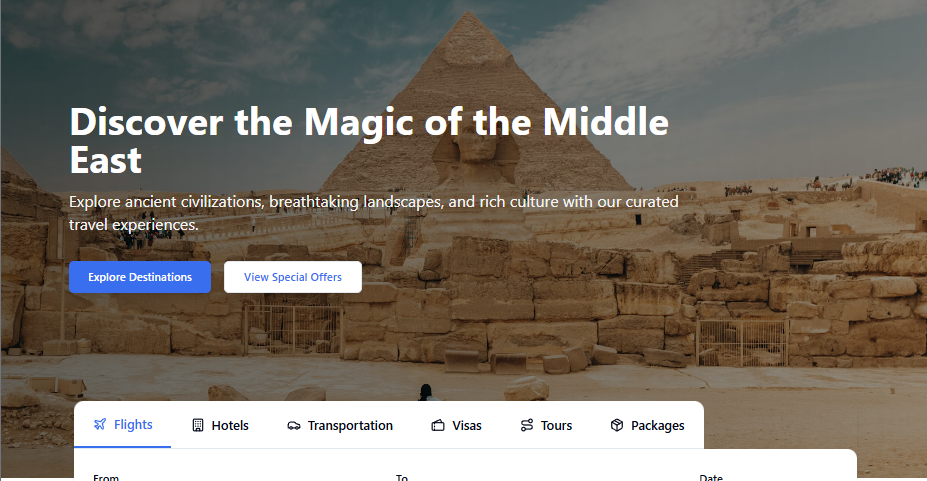 Discover the Magic of the Middle
East
Explore ancient civilizations, breathtaking landscapes, and rich culture with our curated
travel experiences.
Explore Destinations
View Special Offers
Flights
Hotels
Transportation
Visas
Tours
Packages
From
To
Date